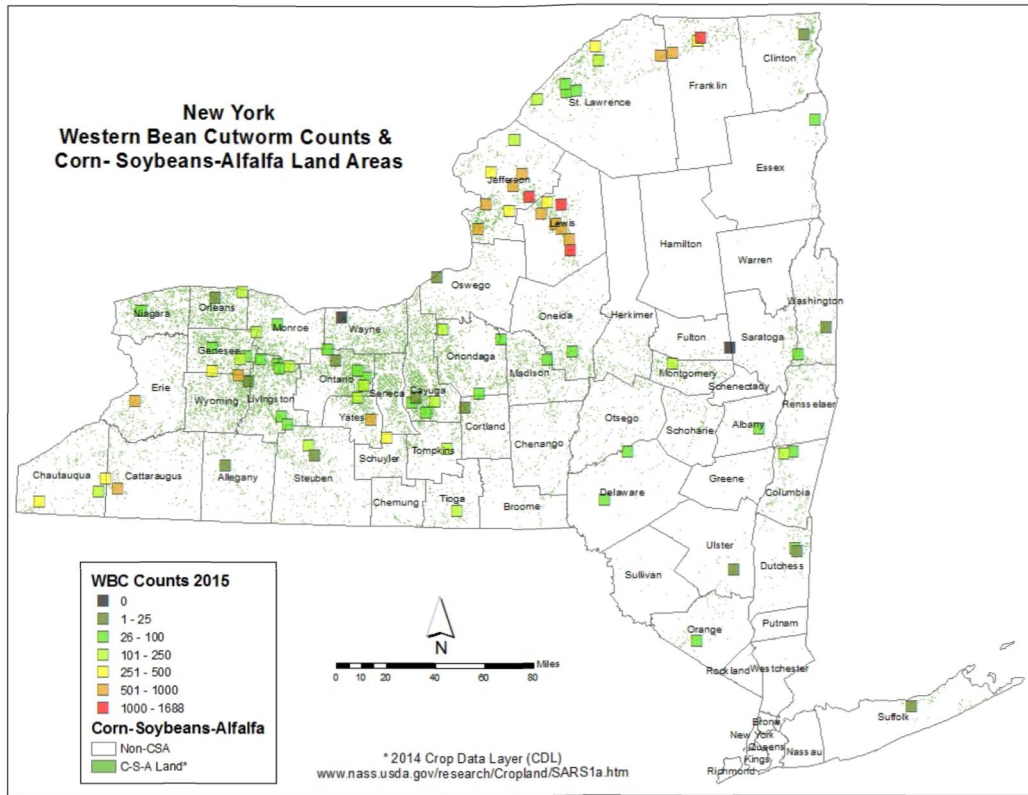 New York
Western Bean Cutworm Counts &
Corn- Soybeans-Alfalfa Land Areas
Clinton
Franklin
St. Lawrence
Essex
Jefferson
Lewis
Hamilton
Warren
Oswego
Washington
Oneida
Herkimer
Niagara
Orleans
Monroe
Wayne
Fulton
Saratoga
Genesee
Onondaga
Madison
Montgomery
Schenectady
Erie
Wyoming
Livingston
Ontario
Seneca
Cayuga
Rensselaer
Yates
Cortland
Otsego
Schoharie
Albany
Chenango
Tompkins
Schuyler
Chautauqua
Cattaraugus
Allegany
Steuben
Chemung
Tioga
Broome
Delaware
Greene
Columbia
Ulster
Dutchess
Sullivan
Orange
Putnam
Rockland
Westchester
Suffolk
Bronx
New York
Queens
Kings
Nassau
Richmond
WBC Counts 2015
0
1 - 25
26 - 100
101 - 250
251 - 500
501 - 1000
1000 - 1688
Corn-Soybeans-Alfalfa
Non-CSA
C-S-A Land*
N
Miles
0 10 20 40 60 80
* 2014 Crop Data Layer (CDL)
www.nass.usda.gov/research/Cropland/SARS1a.htm